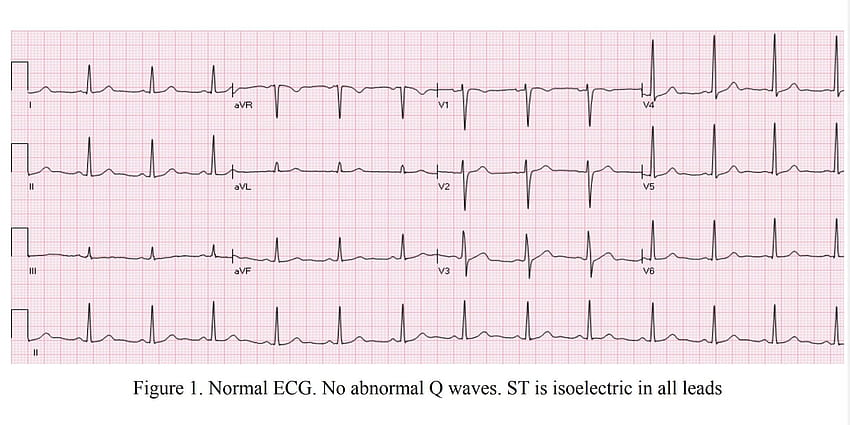 I aVR V1 V4
II aVL V2 V5
III aVF V3 V6
II
Figure 1. Normal ECG. No abnormal Q waves. ST is isoelectric in all leads